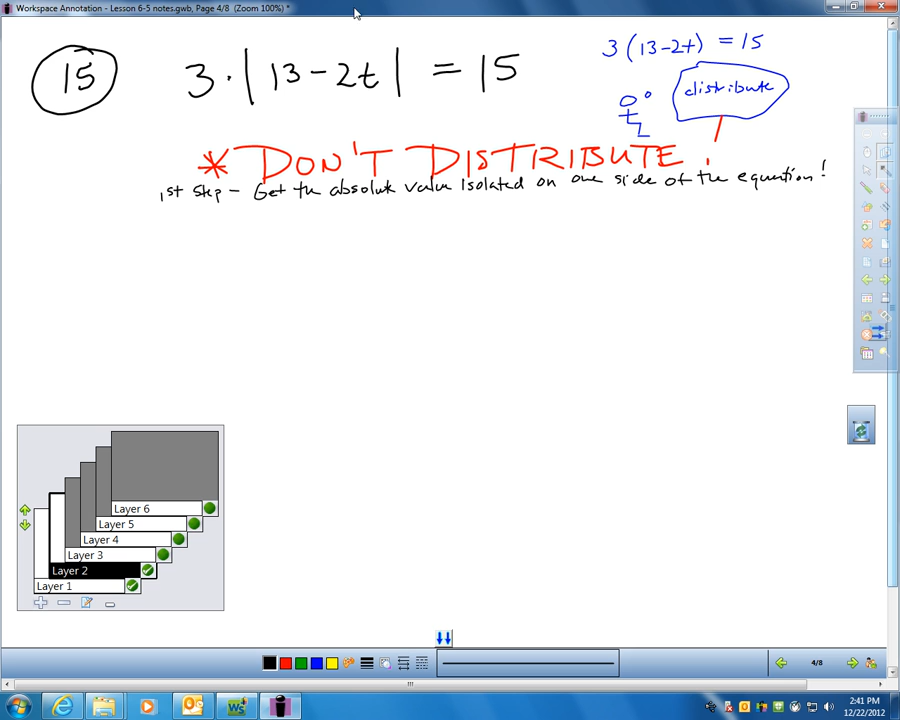 Workspace Annotation - Lesson 6-5 notes.gwb, Page 4/8 (Zoom 100%) *
15
3 · | 13 - 2t | = 15
3 (13-2t) = 15
distribute
* DON'T DISTRIBUTE !
1st step - Get the absolute value isolated on one side of the equation!
Layer 6
Layer 5
Layer 4
Layer 3
Layer 2
Layer 1
4/8
2:41 PM
12/22/2012